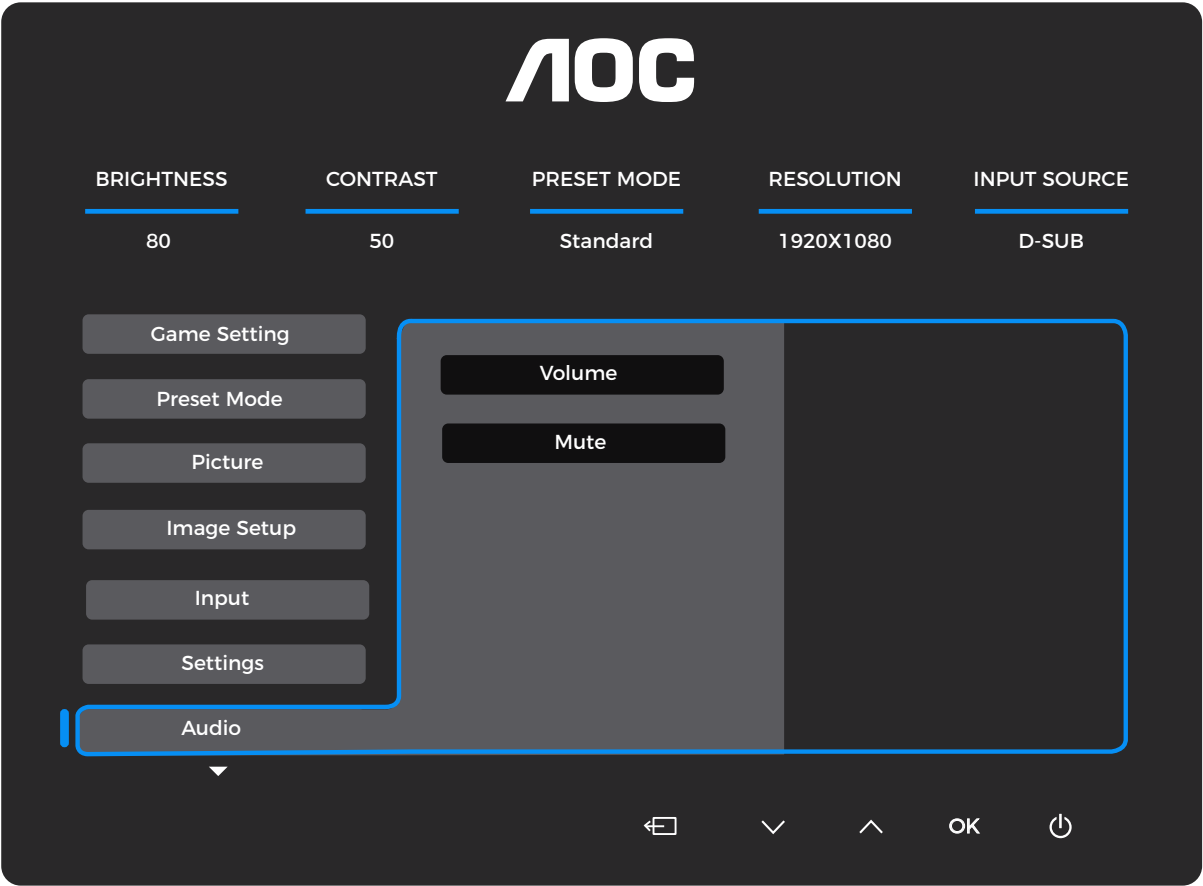 AOC
BRIGHTNESS CONTRAST PRESET MODE RESOLUTION INPUT SOURCE
80 50 Standard 1920X1080 D-SUB
Game Setting
Volume
Preset Mode
Mute
Picture
Image Setup
Input
Settings
Audio
OK